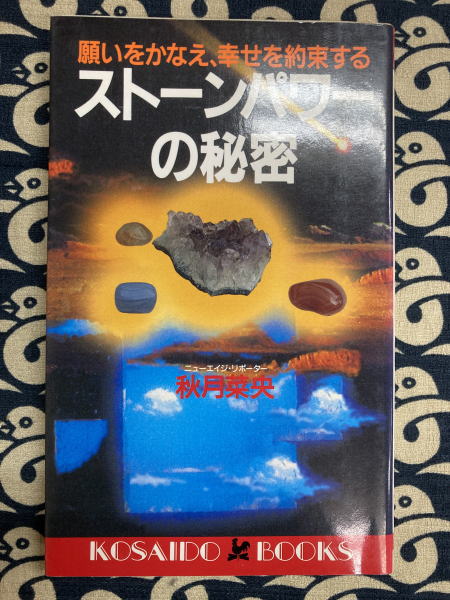 願いをかなえ、幸せを約束する
ストーンパワー
の秘密
ニューエイジ・リポーター
秋月菜央
KOSAIDO BOOKS